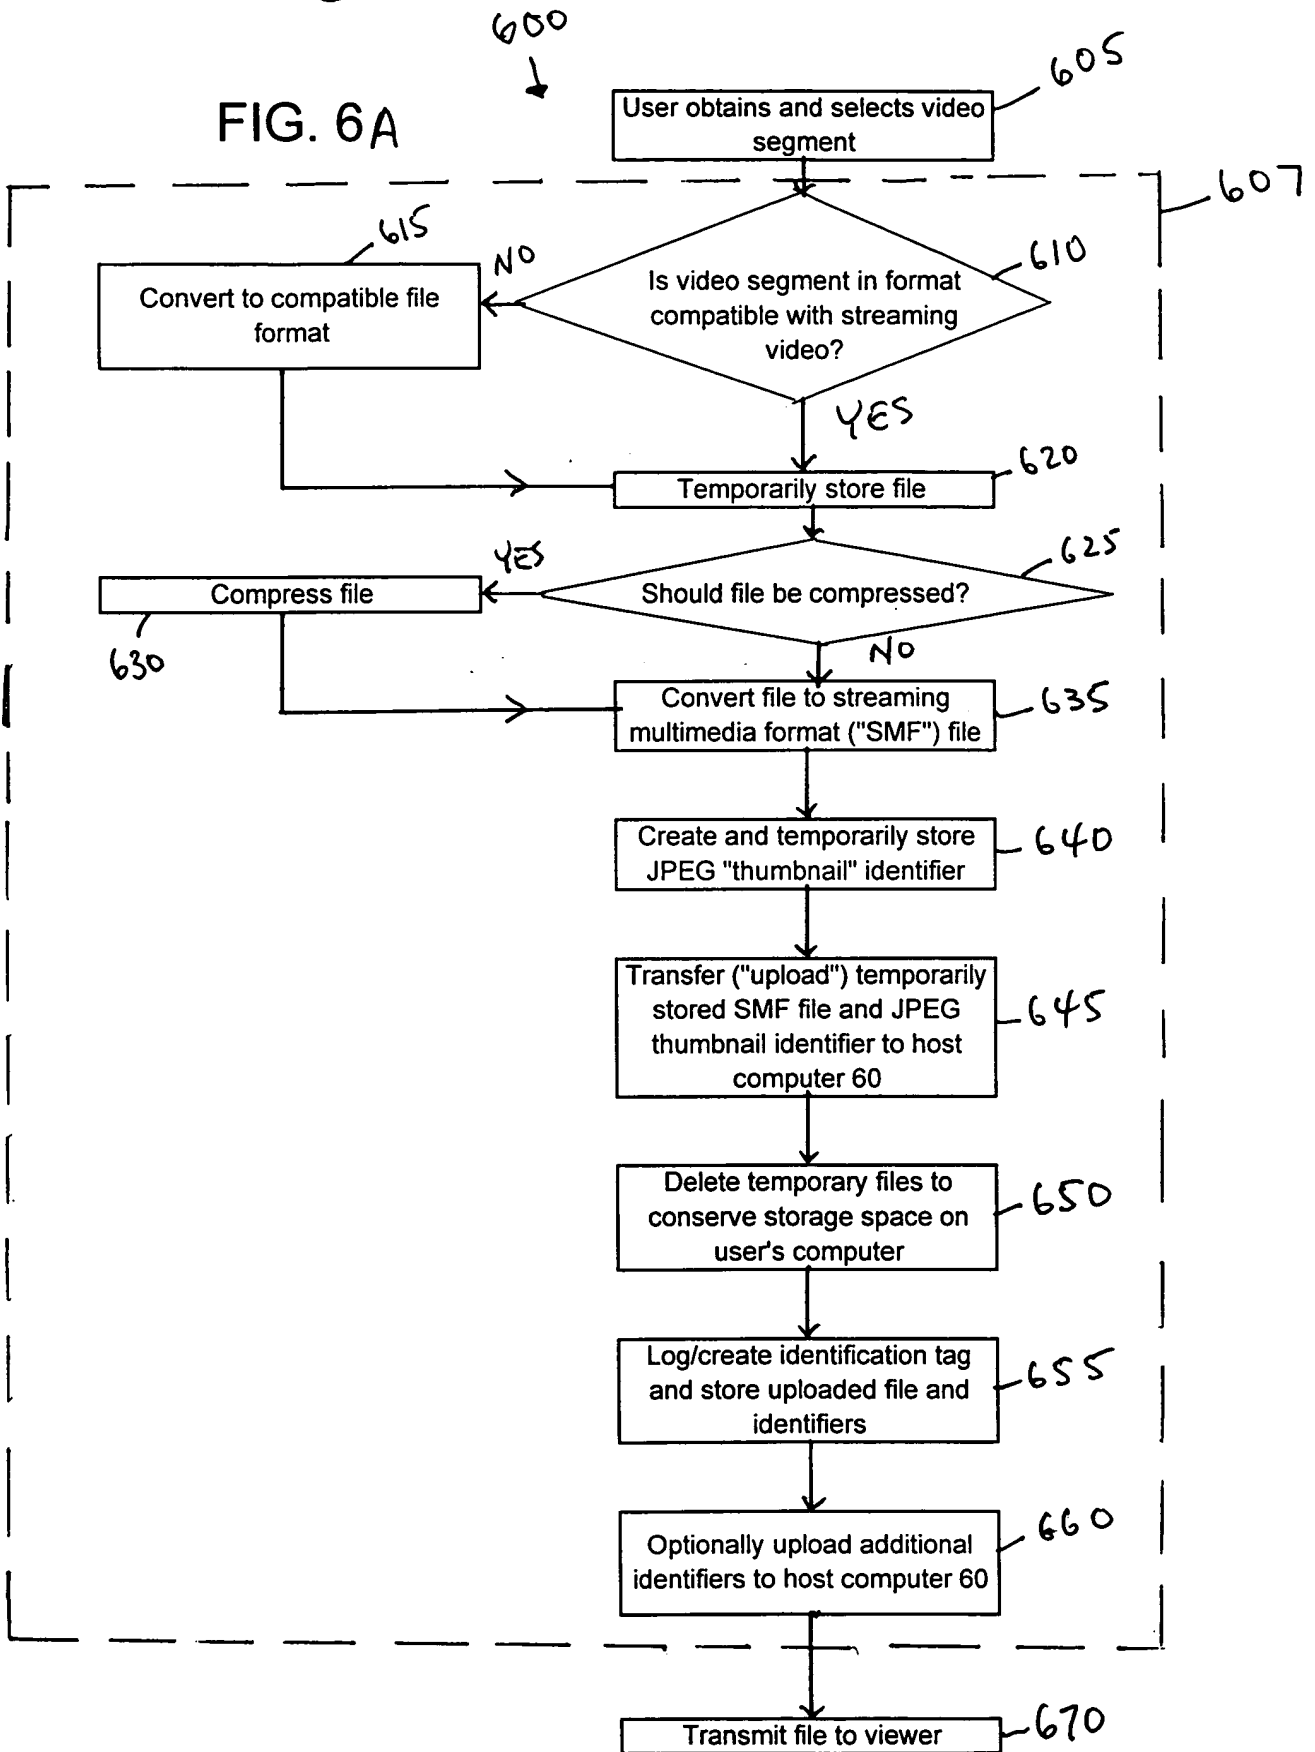 600
605
FIG. 6A
User obtains and selects video
segment
607
615
NO
610
Convert to compatible file
format
Is video segment in format
compatible with streaming
video?
YES
620
Temporarily store file
625
YES
Compress file
Should file be compressed?
630
NO
Convert file to streaming
multimedia format ("SMF") file
635
Create and temporarily store
JPEG "thumbnail" identifier
640
Transfer ("upload") temporarily
stored SMF file and JPEG
thumbnail identifier to host
computer 60
645
Delete temporary files to
conserve storage space on
user's computer
650
Log/create identification tag
and store uploaded file and
identifiers
655
Optionally upload additional
identifiers to host computer 60
660
Transmit file to viewer
670